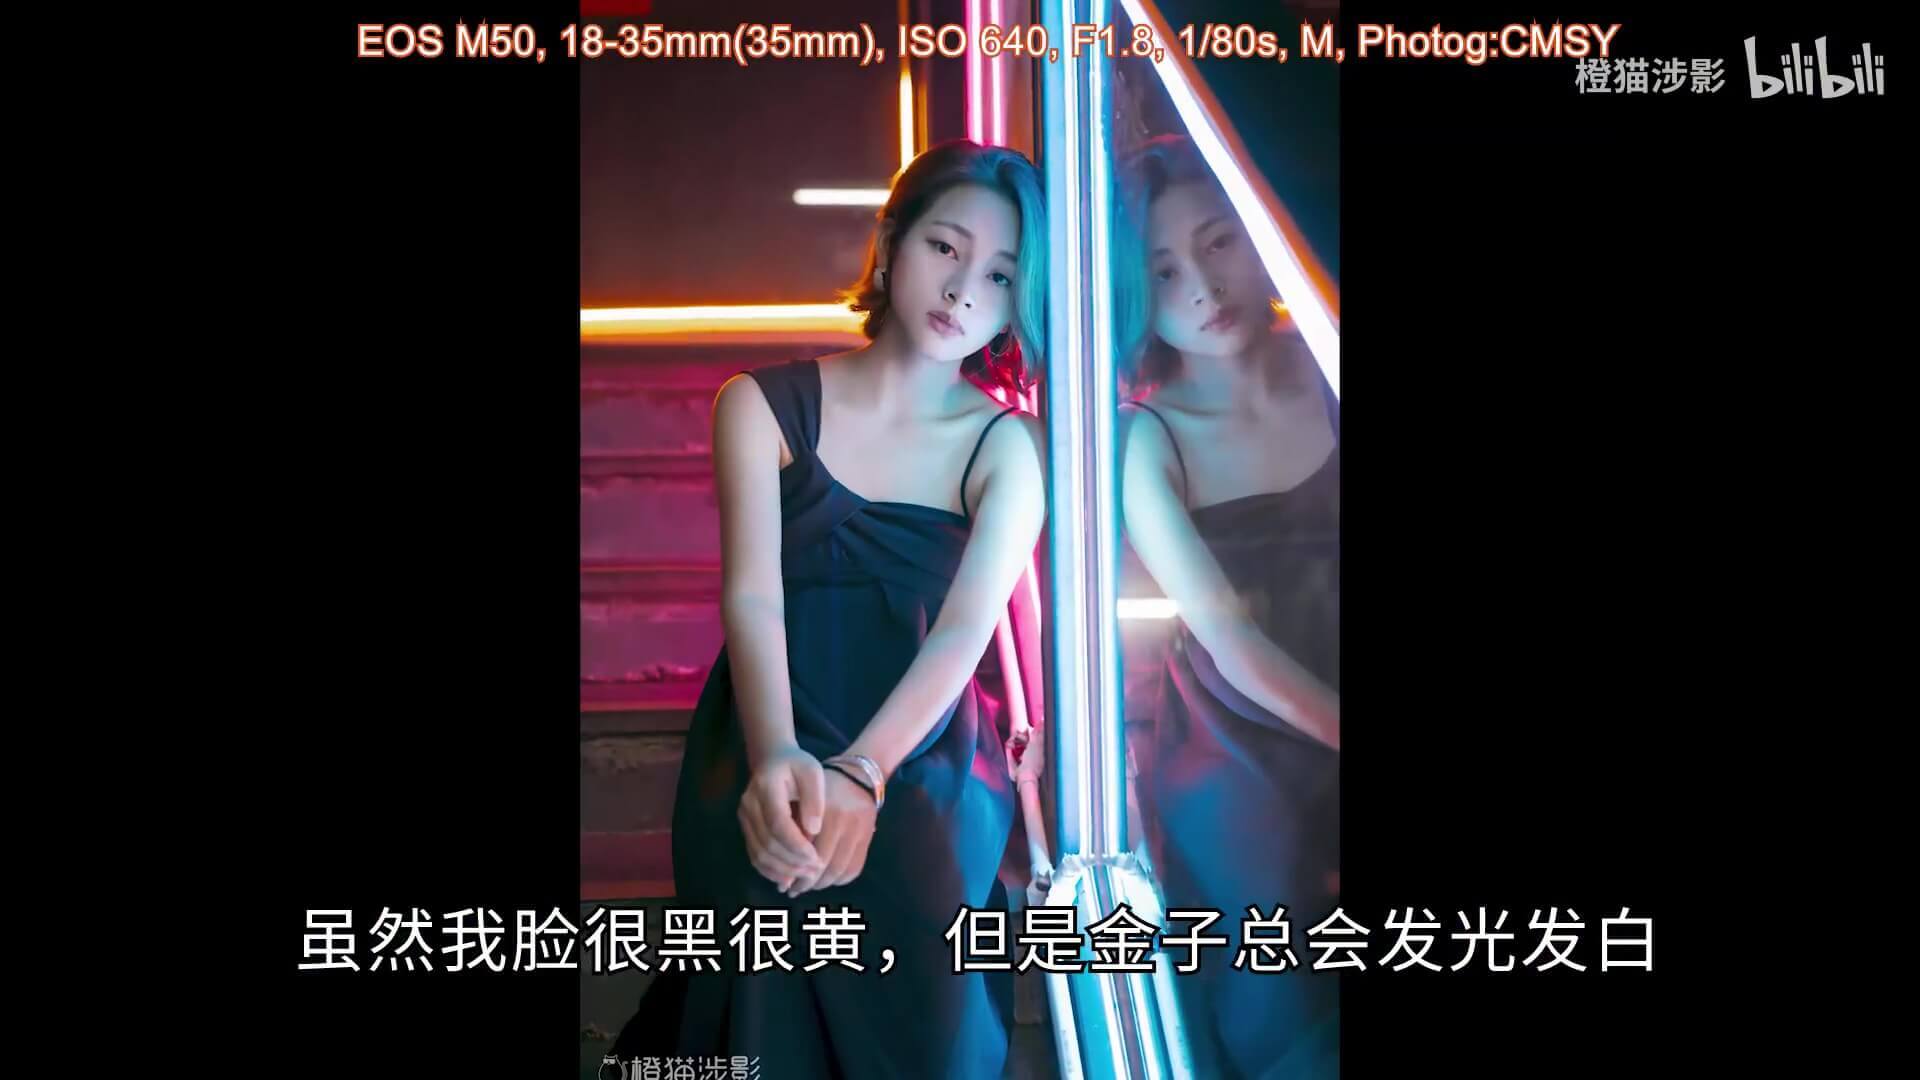 EOS M50, 18-35mm(35mm), ISO 640, F1.8, 1/80s, M, Photog:CMSY
橙猫涉影 bilibili
虽然我脸很黑很黄，但是金子总会发光发白
橙猫涉影